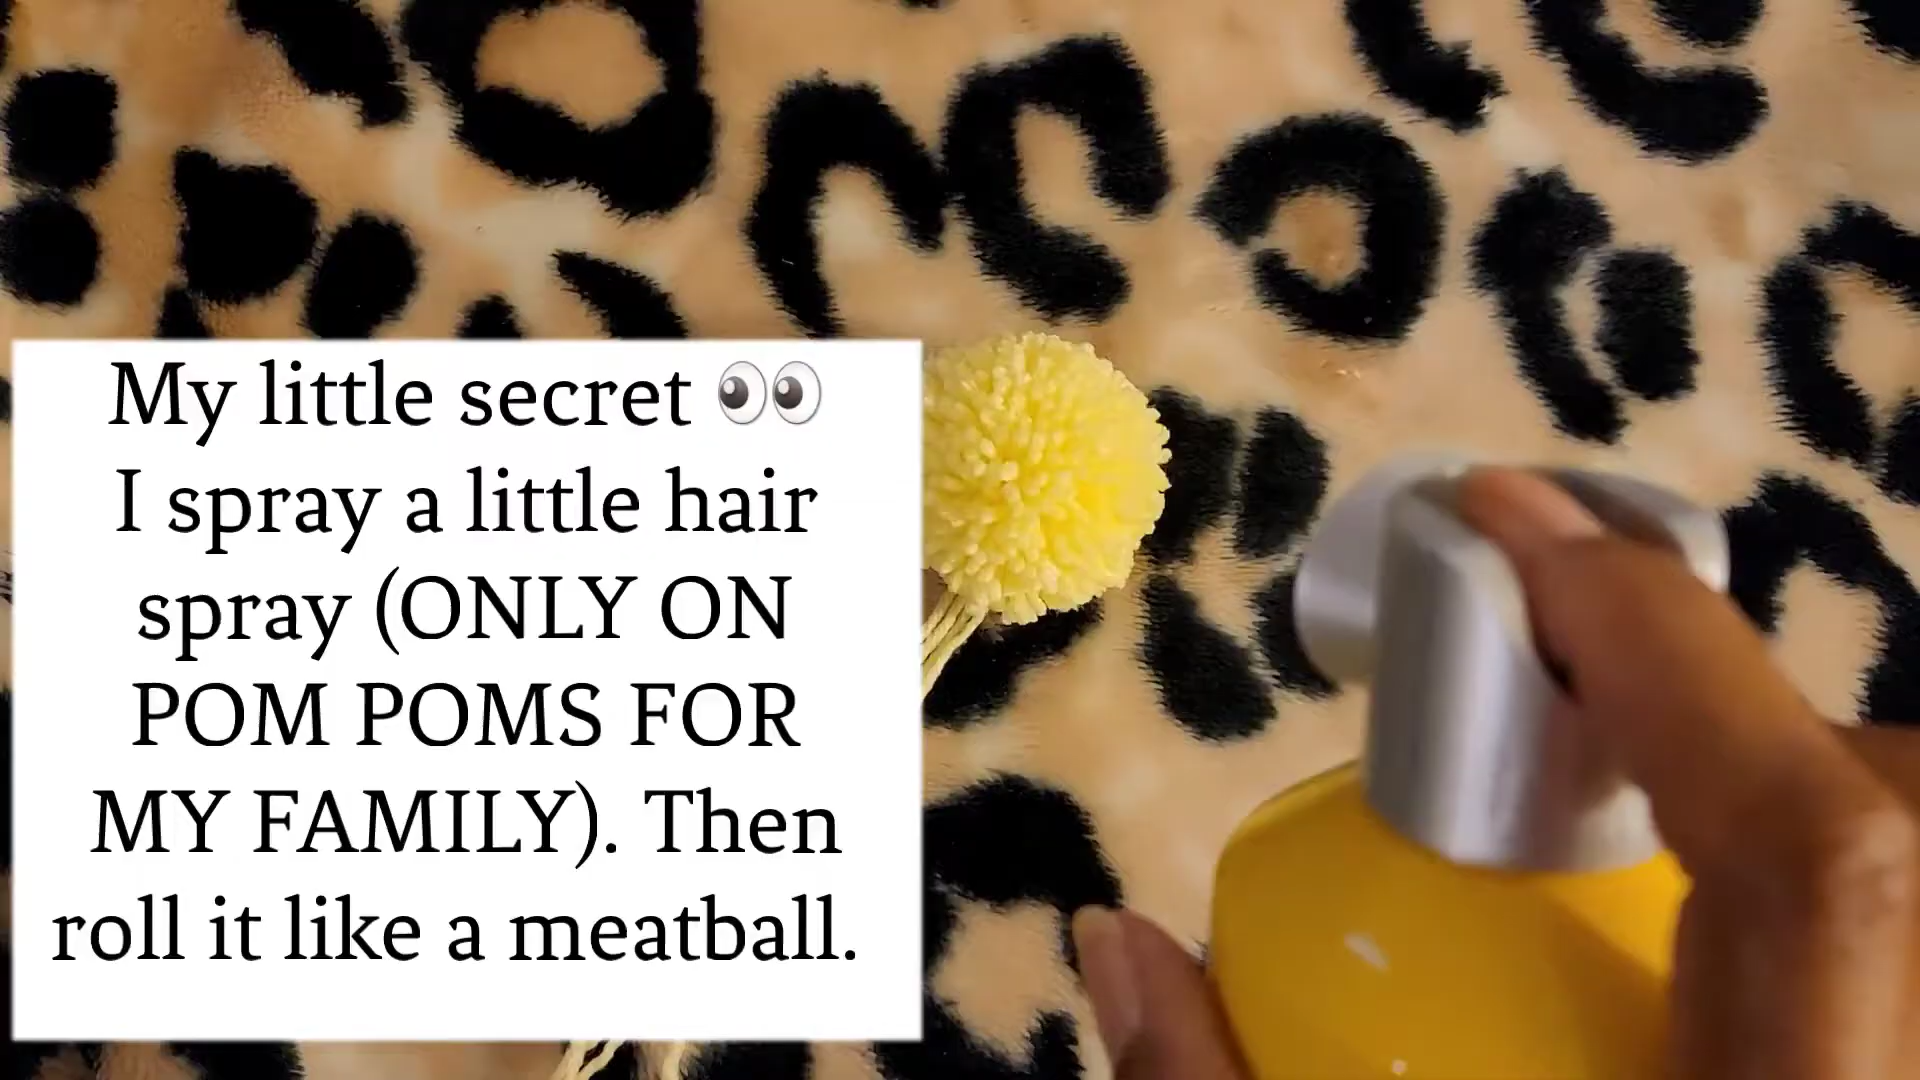 My little secret 👀
I spray a little hair
spray (ONLY ON
POM POMS FOR
MY FAMILY). Then
roll it like a meatball.